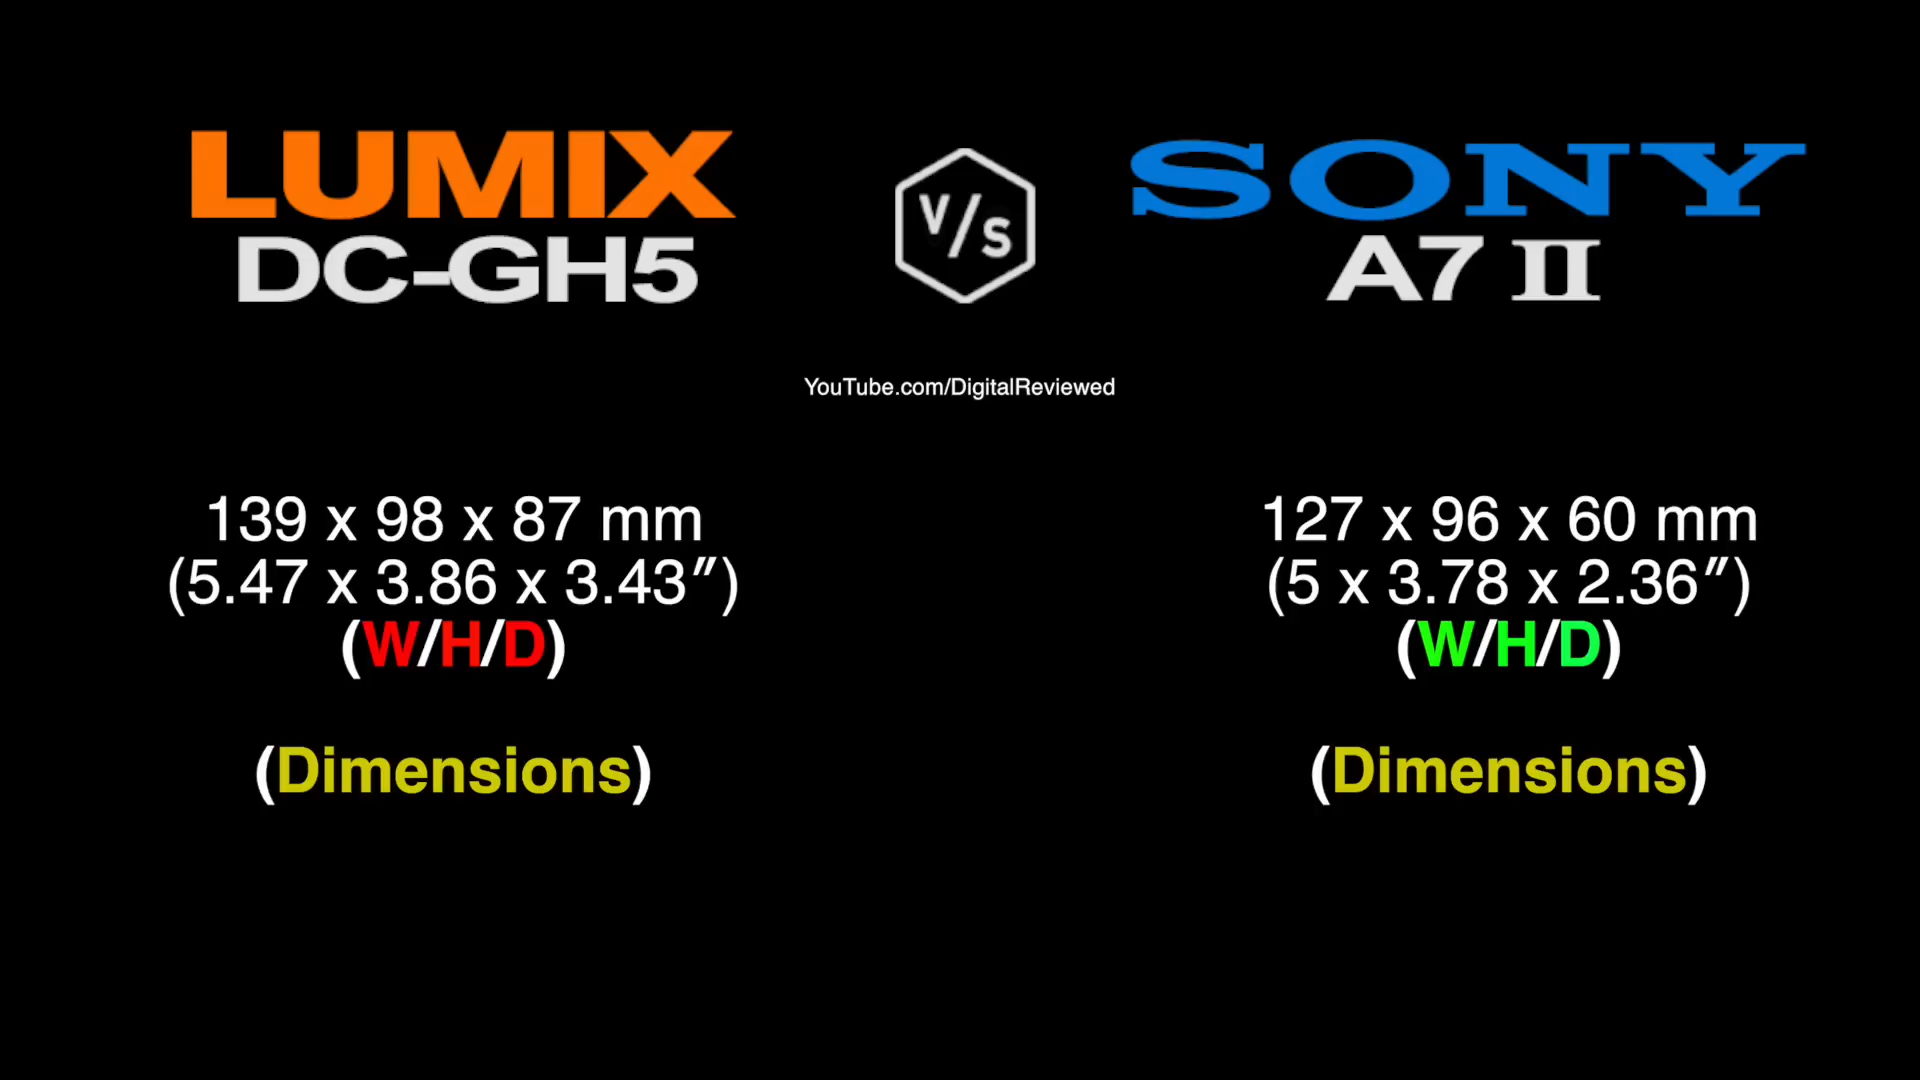 LUMIX
DC-GH5
V/S
SONY
A7 II
YouTube.com/DigitalReviewed
139 x 98 x 87 mm
(5.47 x 3.86 x 3.43″)
(W/H/D)
(Dimensions)
127 x 96 x 60 mm
(5 x 3.78 x 2.36″)
(W/H/D)
(Dimensions)